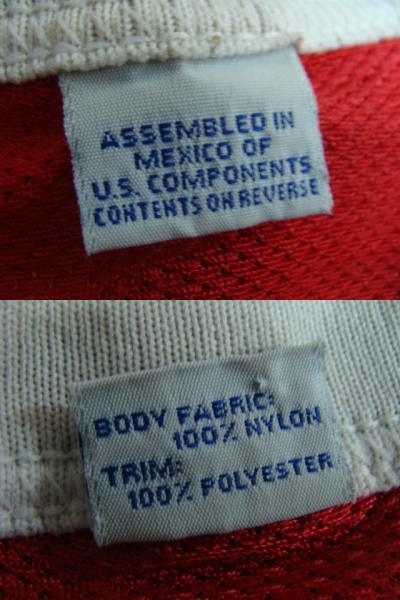 ASSEMBLED IN
MEXICO OF
U.S. COMPONENTS
CONTENTS ON REVERSE
BODY FABRIC:
100% NYLON
TRIM:
100% POLYESTER